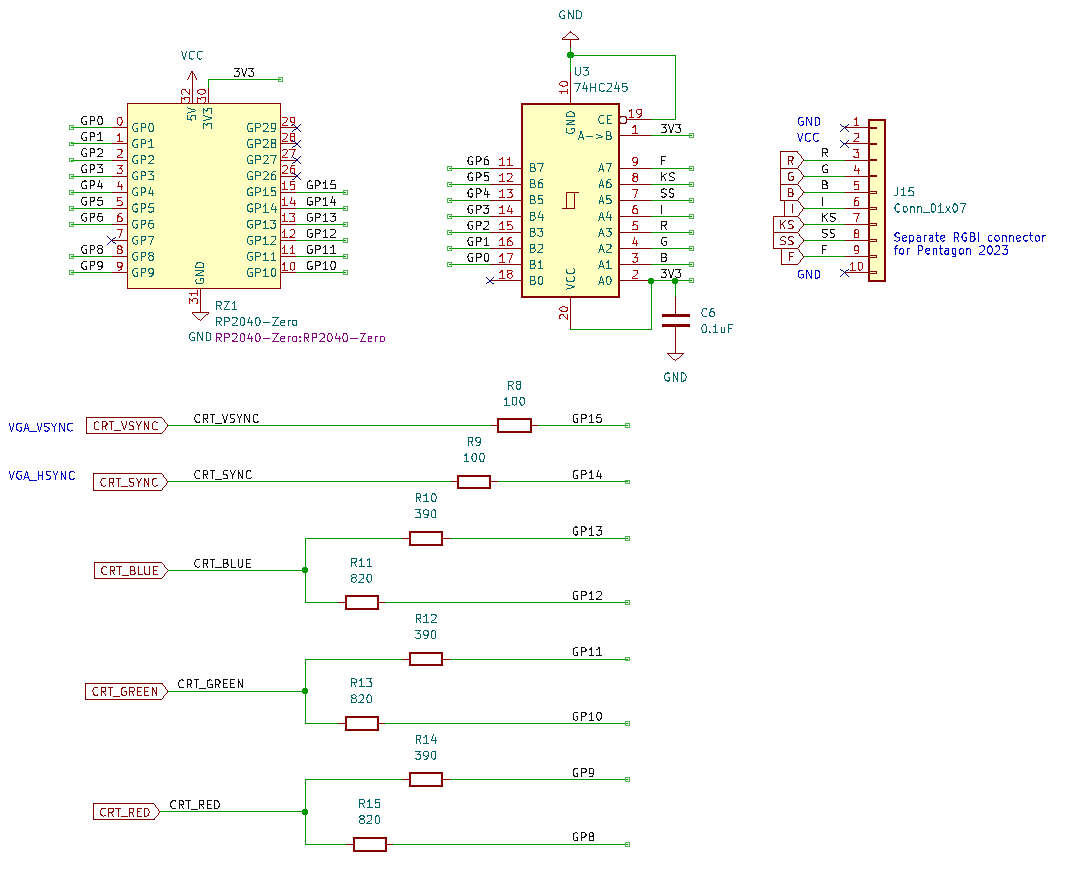 VCC
3V3
32
30
5V
3V3
GP0 0 GP0
GP1 1 GP1
GP2 2 GP2
GP3 3 GP3
GP4 4 GP4
GP5 5 GP5
GP6 6 GP6
7 GP7
GP8 8 GP8
GP9 9 GP9
GP29 29
GP28 28
GP27 27
GP26 26
GP15 15 GP15
GP14 14 GP14
GP13 13 GP13
GP12 12 GP12
GP11 11 GP11
GP10 10 GP10
GND
31
GND
RZ1
RP2040-Zero
RP2040-Zero:RP2040-Zero
GND
U3
74HC245
10
GND
CE 19
A->B 1 3V3
GP6 11 B7
GP5 12 B6
GP4 13 B5
GP3 14 B4
GP2 15 B3
GP1 16 B2
GP0 17 B1
18 B0
A7 9 F
A6 8 KS
A5 7 SS
A4 6 I
A3 5 R
A2 4 G
A1 3 B
A0 2 3V3
VCC
20
C6
0.1uF
GND
GND 1
VCC 2
R R 3
G G 4
B B 5
I I 6
KS KS 7
SS SS 8
F F 9
GND 10
J15
Conn_01x07
Separate RGBI connector
for Pentagon 2023
R8
100
VGA_VSYNC CRT_VSYNC CRT_VSYNC GP15
R9
100
VGA_HSYNC CRT_SYNC CRT_SYNC GP14
R10
390
GP13
CRT_BLUE CRT_BLUE
R11
820
GP12
R12
390
GP11
CRT_GREEN CRT_GREEN
R13
820
GP10
R14
390
GP9
CRT_RED CRT_RED
R15
820
GP8